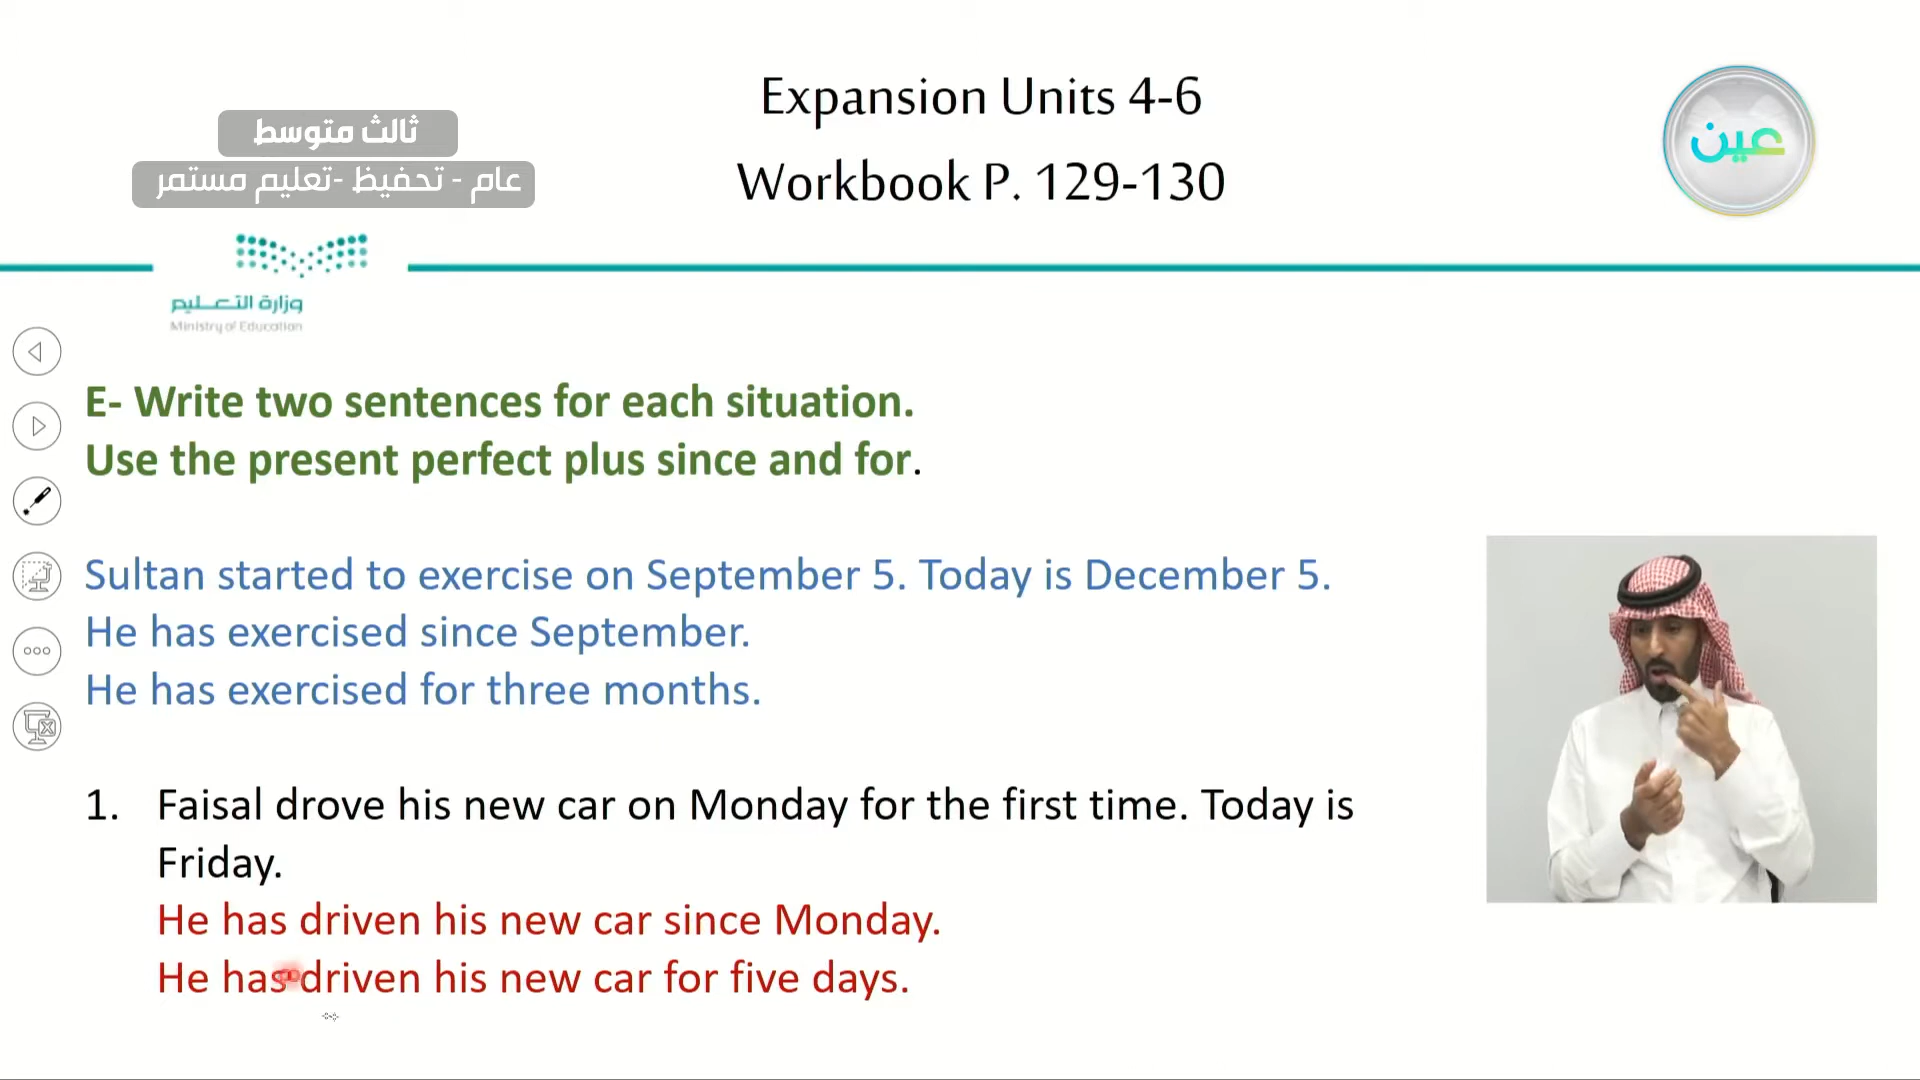 Expansion Units 4-6
Workbook P. 129-130
ثالث متوسط
عام - تحفيظ -تعليم مستمر
عين
وزارة التعليم
Ministry of Education
E- Write two sentences for each situation.
Use the present perfect plus since and for.
Sultan started to exercise on September 5. Today is December 5.
He has exercised since September.
He has exercised for three months.
1. Faisal drove his new car on Monday for the first time. Today is
Friday.
He has driven his new car since Monday.
He has driven his new car for five days.